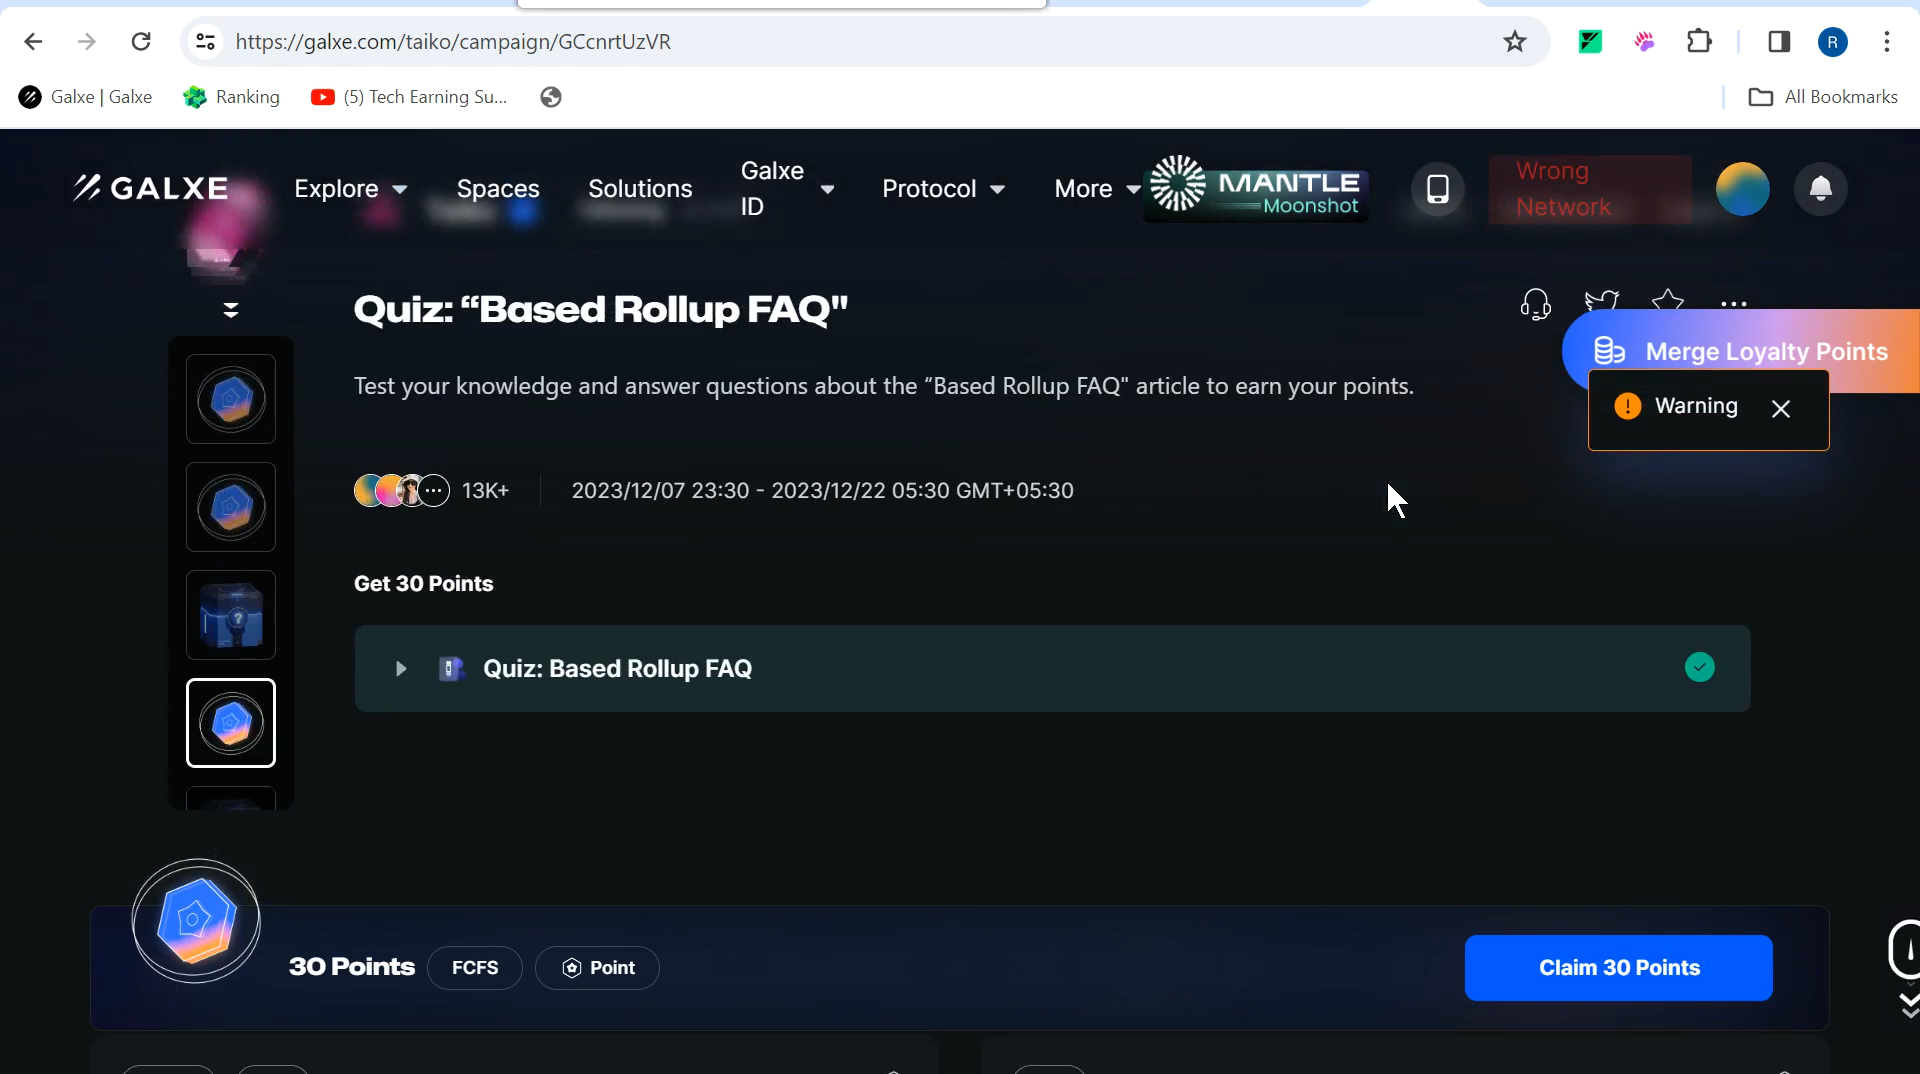 https://galxe.com/taiko/campaign/GCcnrtUzVR
R
Galxe | Galxe
Ranking
(5) Tech Earning Su...
All Bookmarks
GALXE
Explore
Spaces
Solutions
Galxe
ID
Protocol
More
MANTLE
Moonshot
Wrong
Network
Quiz: “Based Rollup FAQ"
Merge Loyalty Points
Test your knowledge and answer questions about the “Based Rollup FAQ" article to earn your points.
Warning
13K+
2023/12/07 23:30 - 2023/12/22 05:30 GMT+05:30
Get 30 Points
Quiz: Based Rollup FAQ
30 Points
FCFS
Point
Claim 30 Points